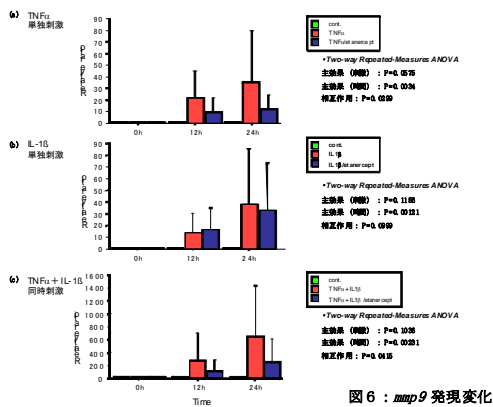 (a) TNFα
単独刺激
90
80
70
60
50
40
30
20
10
0
0h 12h 24h
cont.
TNFα
TNFα/etanercept
•Two-way Repeated-Measures ANOVA
主効果 (刺激) : P=0.0575
主効果 (時間) : P=0.0034
相互作用 : P=0.0399
(b) IL-1ß
単独刺激
90
80
70
60
50
40
30
20
10
0
0h 12h 24h
cont.
IL1β
IL1β/etanercept
•Two-way Repeated-Measures ANOVA
主効果 (刺激) : P=0.1185
主効果 (時間) : P=0.00121
相互作用 : P=0.0999
(c) TNFα+IL-1ß
同時刺激
1600
1400
1200
1000
800
600
400
200
0
0h 12h 24h
Time
cont.
TNFα+IL1β
TNFα+IL1β/etanercept
•Two-way Repeated-Measures ANOVA
主効果 (刺激) : P=0.1036
主効果 (時間) : P=0.00231
相互作用 : P=0.0415
図6:mmp9 発現変化